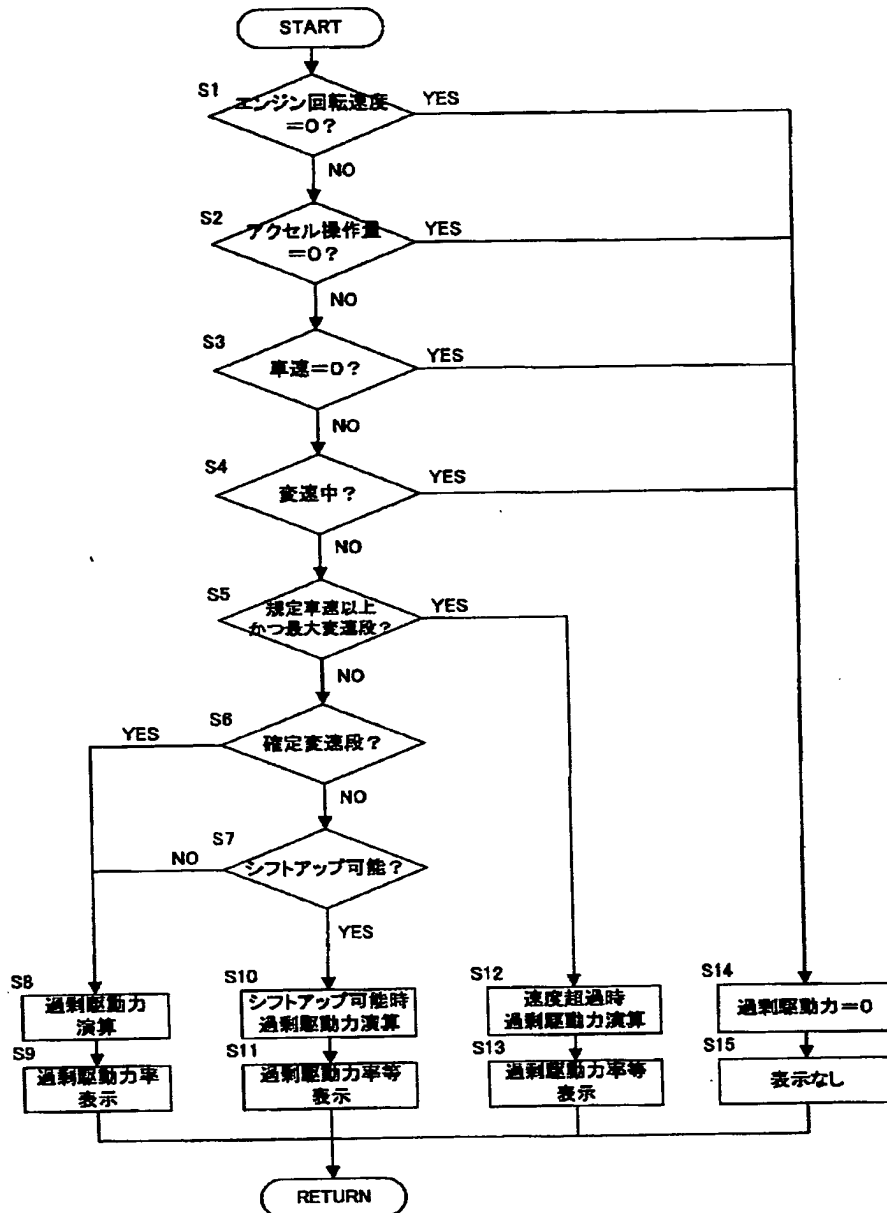 START
S1
エンジン回転速度
=0?
YES
NO
S2
アクセル操作量
=0?
YES
NO
S3
車速=0?
YES
NO
S4
変速中?
YES
NO
S5
規定車速以上
かつ最大変速段?
YES
NO
S6
確定変速段?
YES
NO
S7
シフトアップ可能?
NO
YES
S8
過剰駆動力
演算
S9
過剰駆動力率
表示
S10
シフトアップ可能時
過剰駆動力演算
S11
過剰駆動力率等
表示
S12
速度超過時
過剰駆動力演算
S13
過剰駆動力率等
表示
S14
過剰駆動力=0
S15
表示なし
RETURN